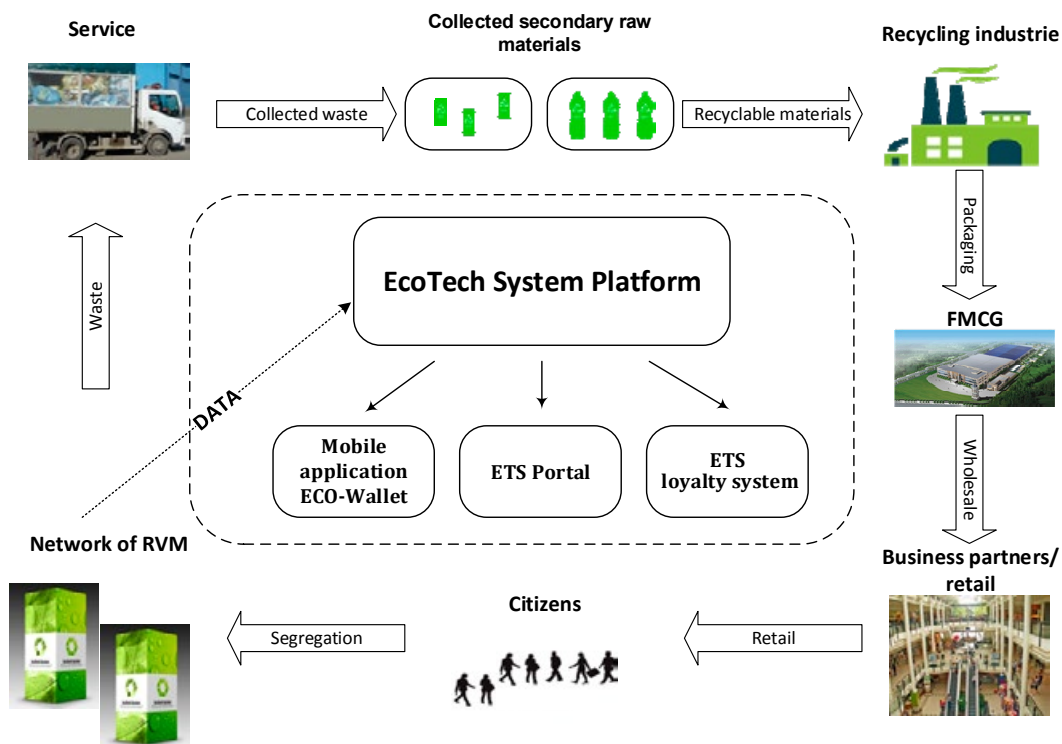 Service
Collected secondary raw
materials
Recycling industrie
Collected waste
Recyclable materials
Packaging
Waste
EcoTech System Platform
FMCG
DATA
Mobile
application
ECO-Wallet
ETS Portal
ETS
loyalty system
Wholesale
Network of RVM
Business partners/
retail
Citizens
Segregation
Retail